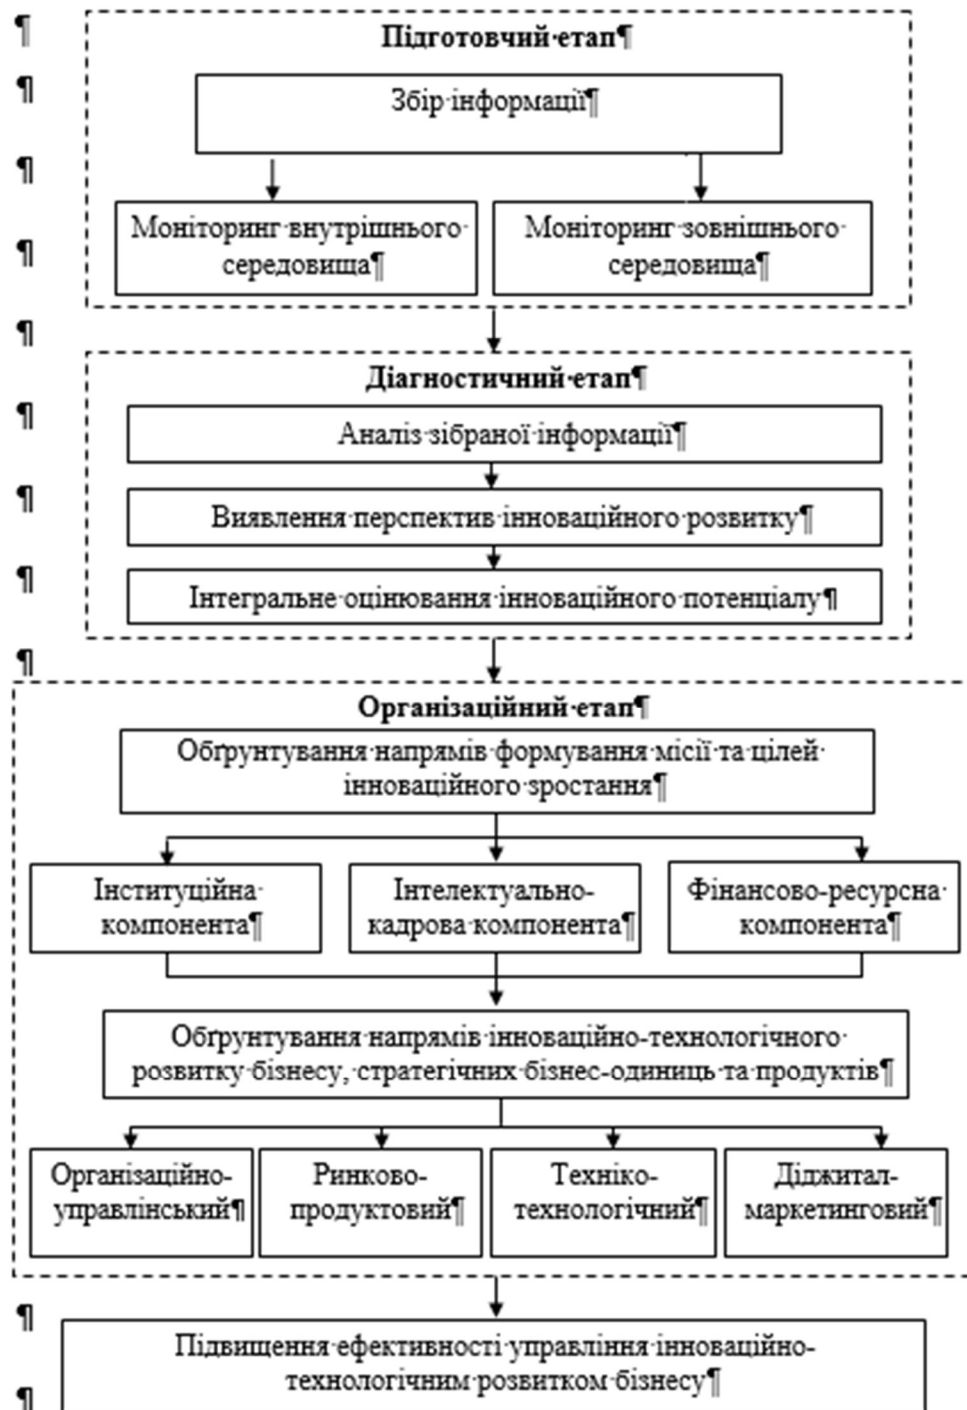 Підготовчий етап¶
Збір інформації¶
Моніторинг внутрішнього
середовища¶
Моніторинг зовнішнього
середовища¶
Діагностичний етап¶
Аналіз зібраної інформації¶
Виявлення перспектив інноваційного розвитку¶
Інтегральне оцінювання інноваційного потенціалу¶
Організаційний етап¶
Обґрунтування напрямів формування місії та цілей
інноваційного зростання¶
Інституційна
компонента¶
Інтелектуально-
кадрова компонента¶
Фінансово-ресурсна
компонента¶
Обґрунтування напрямів інноваційно-технологічного
розвитку бізнесу, стратегічних бізнес-одиниць та продуктів¶
Організаційно-
управлінський¶
Ринково-
продуктовий¶
Техніко-
технологічний¶
Діджитал-
маркетинговий¶
Підвищення ефективності управління інноваційно-
технологічним розвитком бізнесу¶